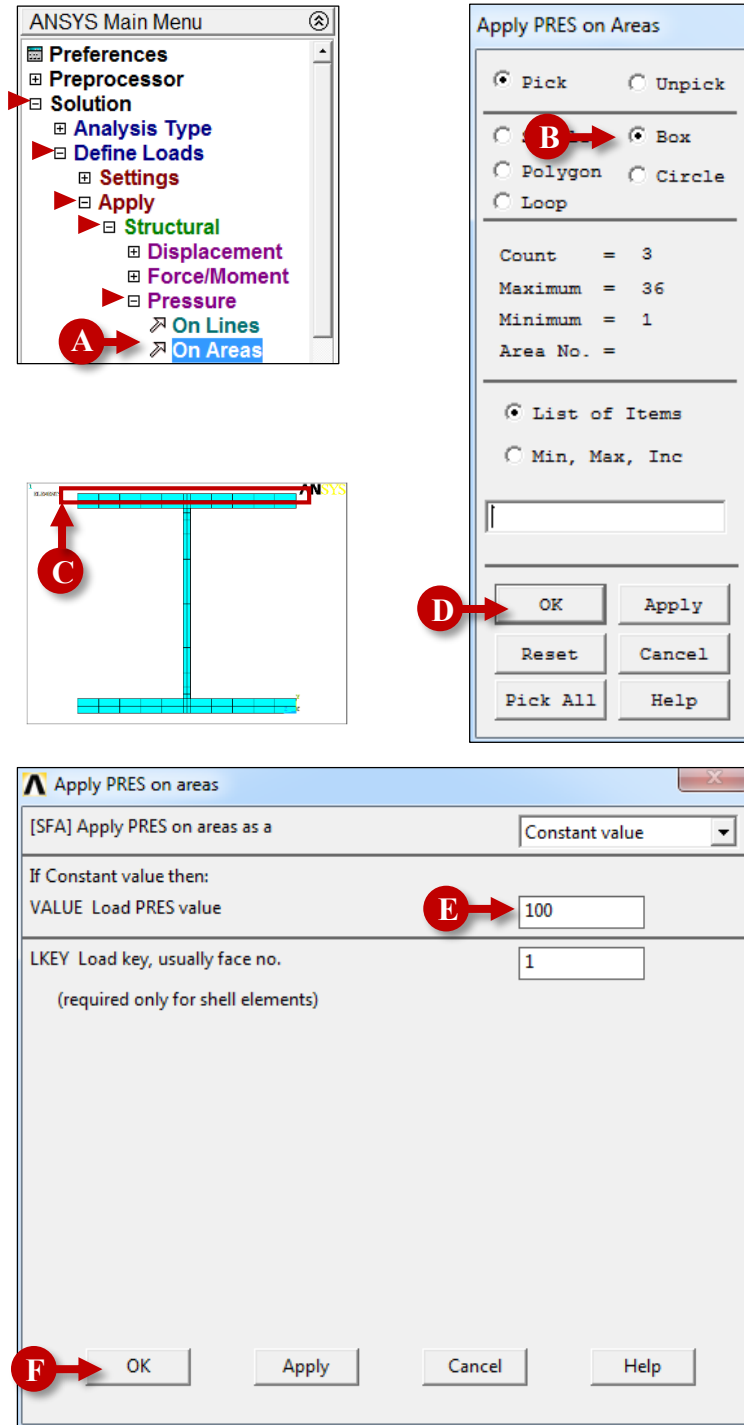 ANSYS Main Menu
Preferences
Preprocessor
Solution
Analysis Type
Define Loads
Settings
Apply
Structural
Displacement
Force/Moment
Pressure
On Lines
A
On Areas
Apply PRES on Areas
Pick Unpick
B Box
Polygon Circle
Loop
Count = 3
Maximum = 36
Minimum = 1
Area No. =
List of Items
Min, Max, Inc
D OK Apply
Reset Cancel
Pick All Help
1
ELEMENTS
ANSYS
C
Apply PRES on areas
[SFA] Apply PRES on areas as a Constant value
If Constant value then:
VALUE Load PRES value E 100
LKEY Load key, usually face no. 1
(required only for shell elements)
F OK Apply Cancel Help